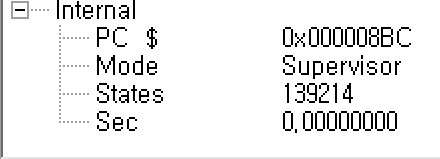 Internal
PC $ 0x000008BC
Mode Supervisor
States 139214
Sec 0,00000000